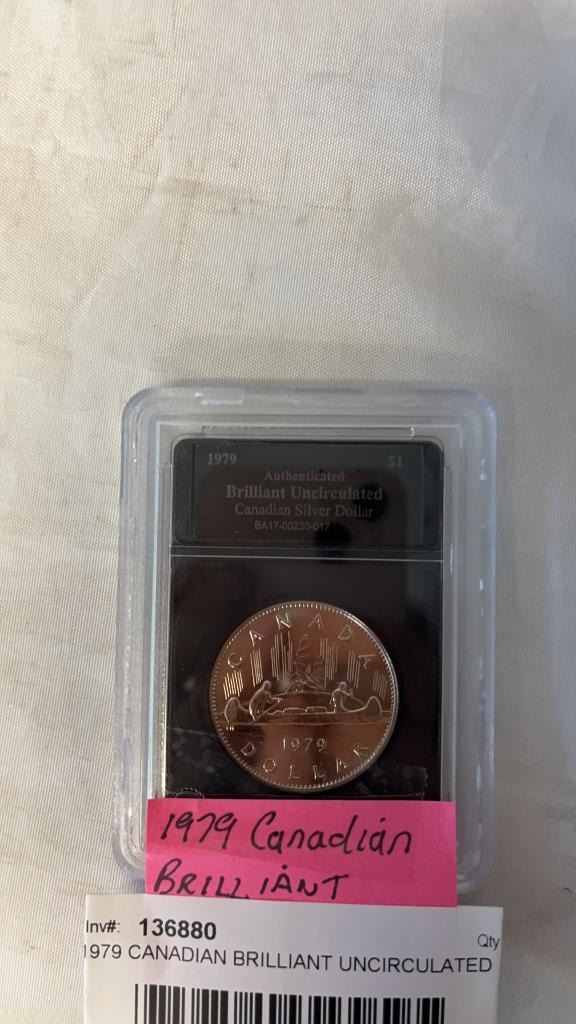 1979 $1
Authenticated
Brilliant Uncirculated
Canadian Silver Dollar
BA17-00230-012
CANADA
1979
DOLLAR
1979 Canadian
BRILLIANT
Inv#: 136880 Qty
1979 CANADIAN BRILLIANT UNCIRCULATED